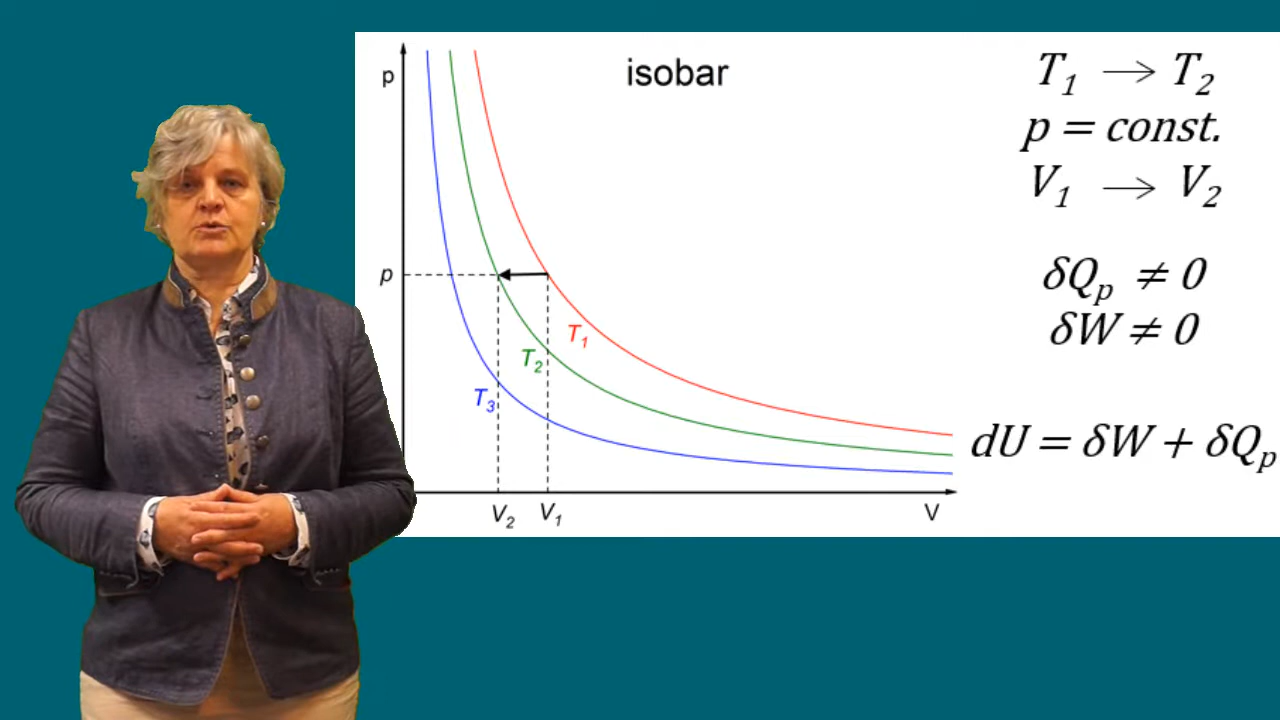 isobar
p
p
T₁
T₂
T₃
V₂ V₁ V
T₁ → T₂
p = const.
V₁ → V₂
δQₚ ≠ 0
δW ≠ 0
dU = δW + δQₚ